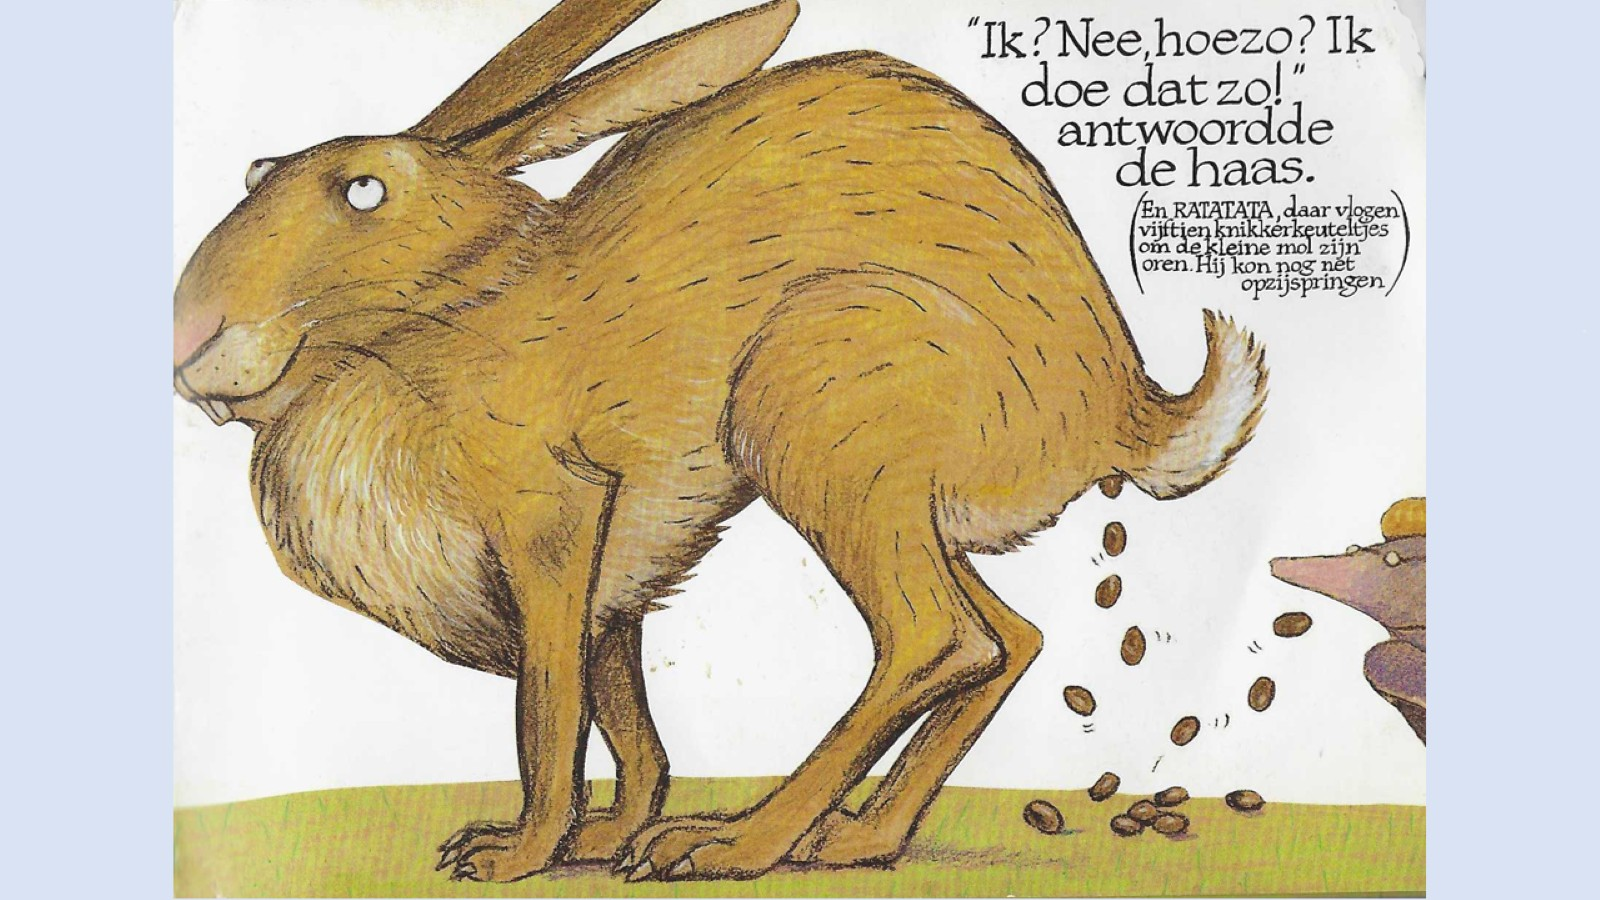 “Ik? Nee, hoezo? Ik
doe dat zo!”
antwoordde
de haas.
(En RATATATA, daar vlogen
vijftien knikkerkeuteltjes
om de kleine mol zijn
oren. Hij kon nog net
opzijspringen)